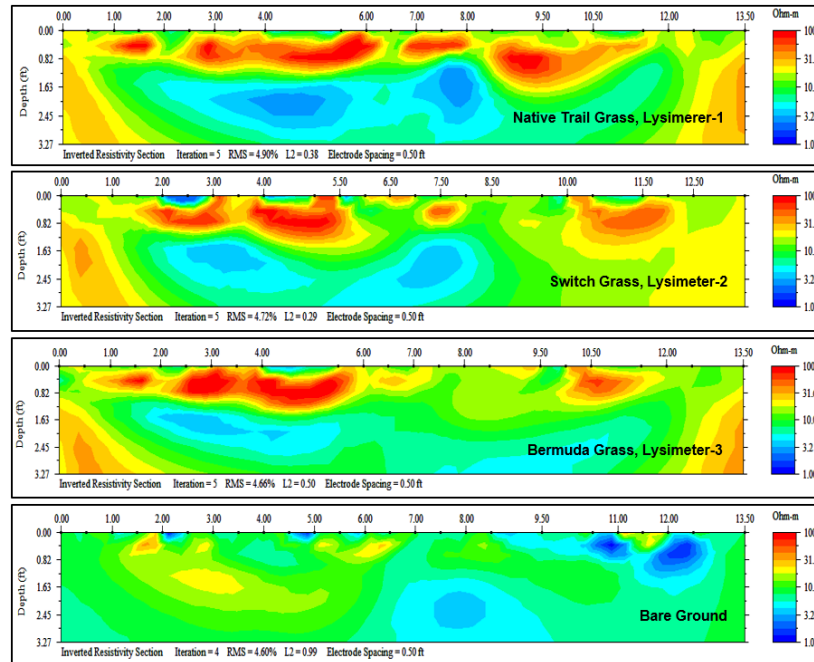 0.00 1.00 2.00 3.00 4.00 6.00 7.00 8.00 9.50 11.00 13.50
Ohm-m
0.00
0.82
1.63
2.45
3.27
Depth (ft)
100
31.6
10.0
3.2
1.0
Native Trail Grass, Lysimerer-1
Inverted Resistivity Section Iteration = 5 RMS = 4.90% L2 = 0.38 Electrode Spacing = 0.50 ft
0.00 1.00 2.00 3.00 4.00 5.50 6.50 7.50 8.50 10.00 11.50 12.50
Ohm-m
0.00
0.82
1.63
2.45
3.27
Depth (ft)
Switch Grass, Lysimeter-2
Inverted Resistivity Section Iteration = 5 RMS = 4.72% L2 = 0.29 Electrode Spacing = 0.50 ft
0.00 1.00 2.00 3.00 4.00 6.00 7.00 8.00 9.50 10.50 13.50
Ohm-m
0.00
0.82
1.63
2.45
3.27
Depth (ft)
Bermuda Grass, Lysimeter-3
Inverted Resistivity Section Iteration = 5 RMS = 4.66% L2 = 0.50 Electrode Spacing = 0.50 ft
0.00 1.00 2.00 3.00 4.00 5.00 6.00 8.00 9.50 11.00 12.00 13.50
Ohm-m
0.00
0.82
1.63
2.45
3.27
Depth (ft)
Bare Ground
Inverted Resistivity Section Iteration = 4 RMS = 4.60% L2 = 0.99 Electrode Spacing = 0.50 ft